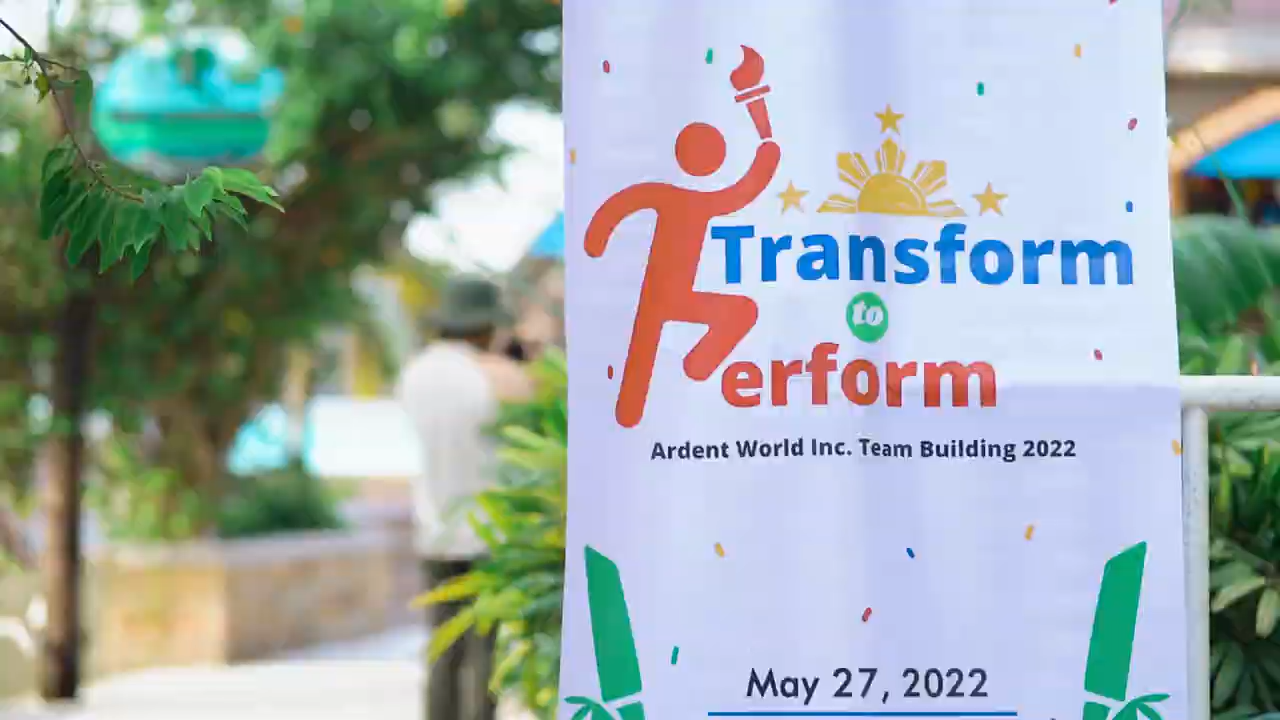 Transform
to
Perform
Ardent World Inc. Team Building 2022
May 27, 2022